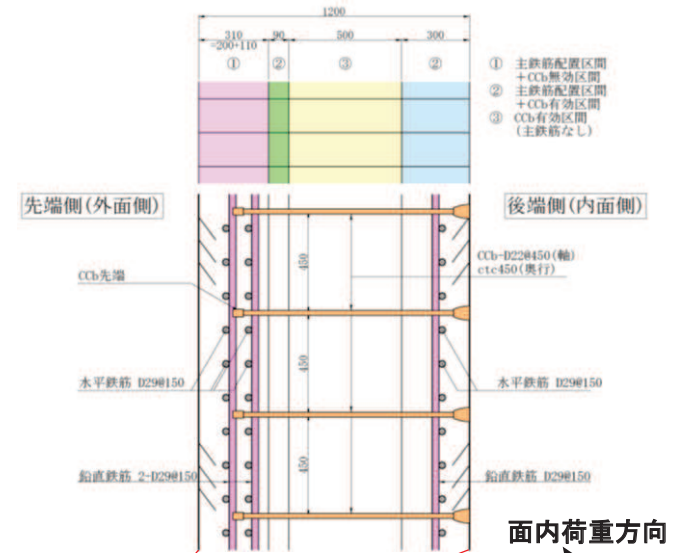 1200
310
=200+110
90
500
300
①
②
③
②
① 主鉄筋配置区間
+CCb無効区間
② 主鉄筋配置区間
+CCb有効区間
③ CCb有効区間
(主鉄筋なし)
先端側(外面側)
後端側(内面側)
CCb-D22@450(軸)
ctc450(奥行)
450
CCb先端
450
水平鉄筋 D29@150
水平鉄筋 D29@150
450
鉛直鉄筋 2-D29@150
鉛直鉄筋 D29@150
面内荷重方向